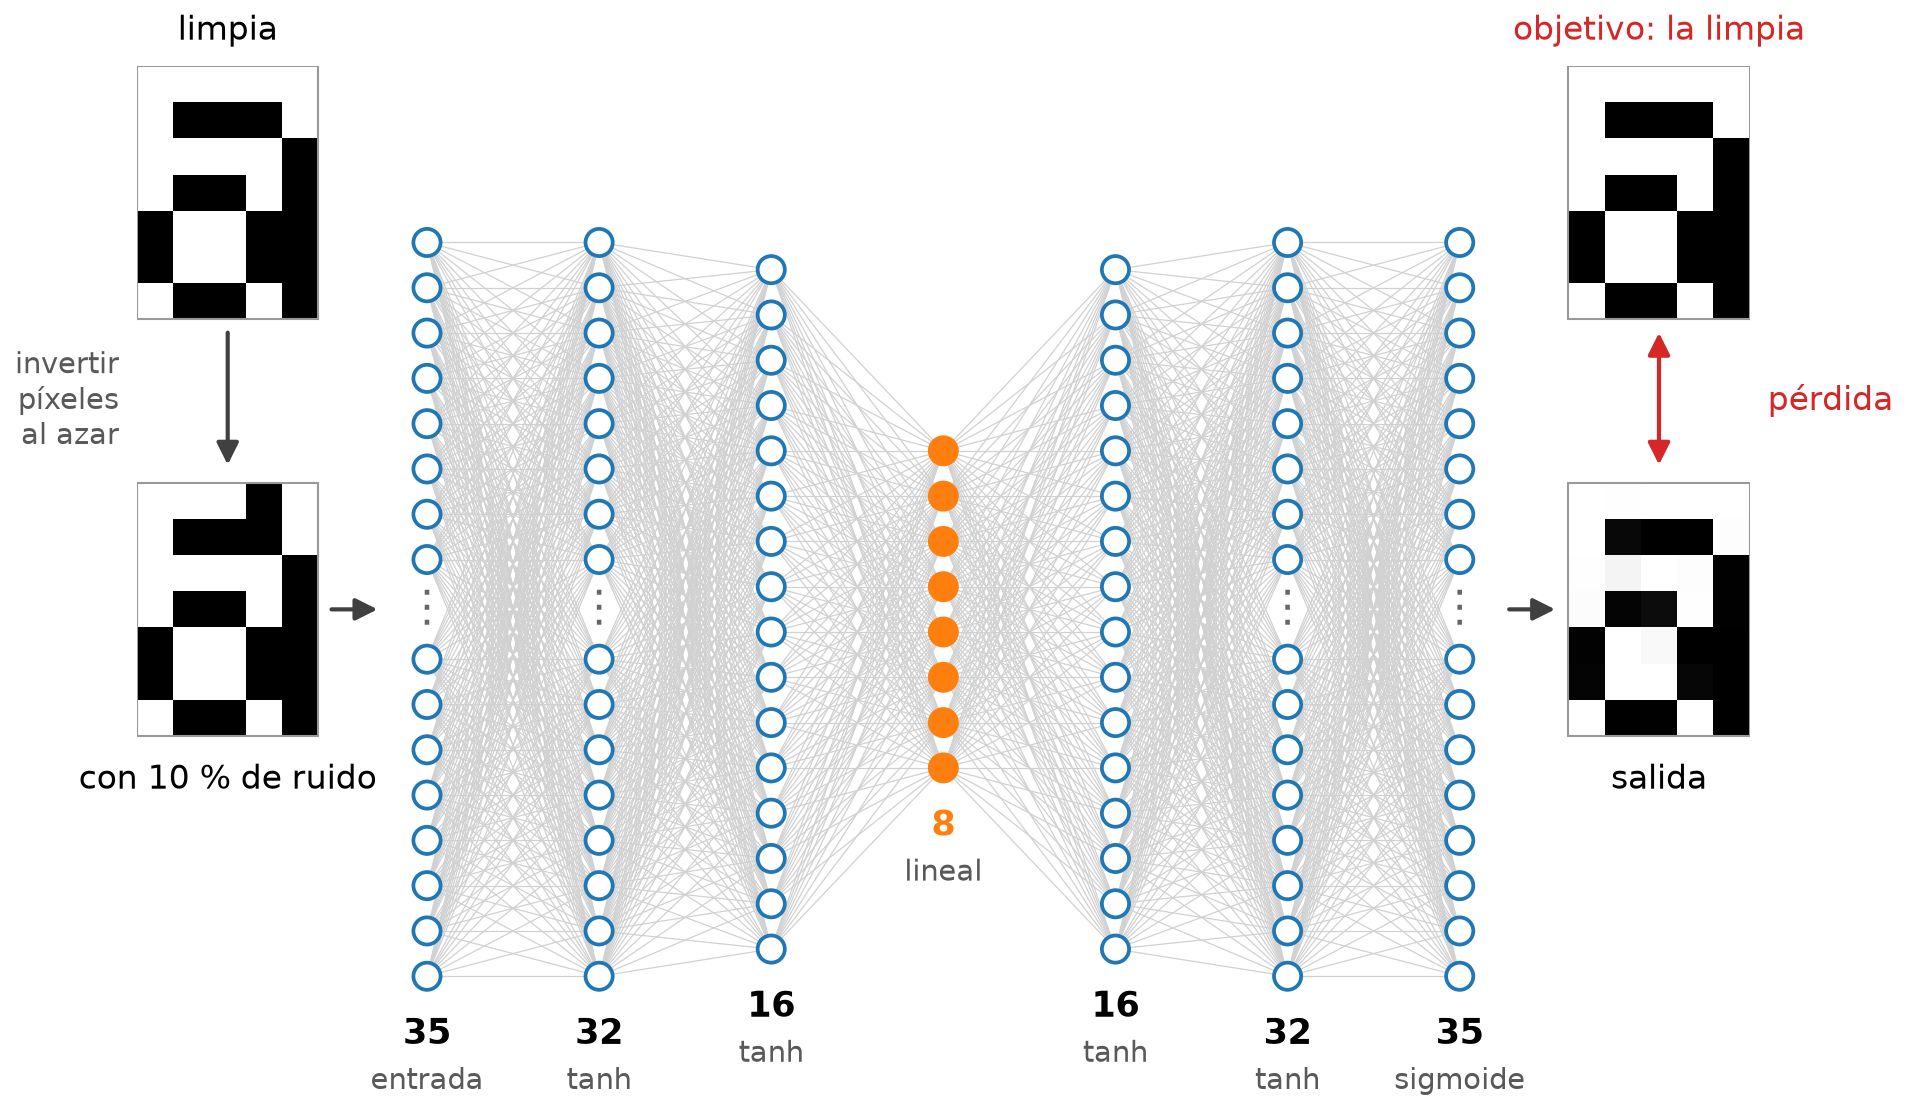 limpia
objetivo: la limpia
invertir
píxeles
al azar
pérdida
con 10 % de ruido
salida
8
lineal
35
entrada
32
tanh
16
tanh
16
tanh
32
tanh
35
sigmoide